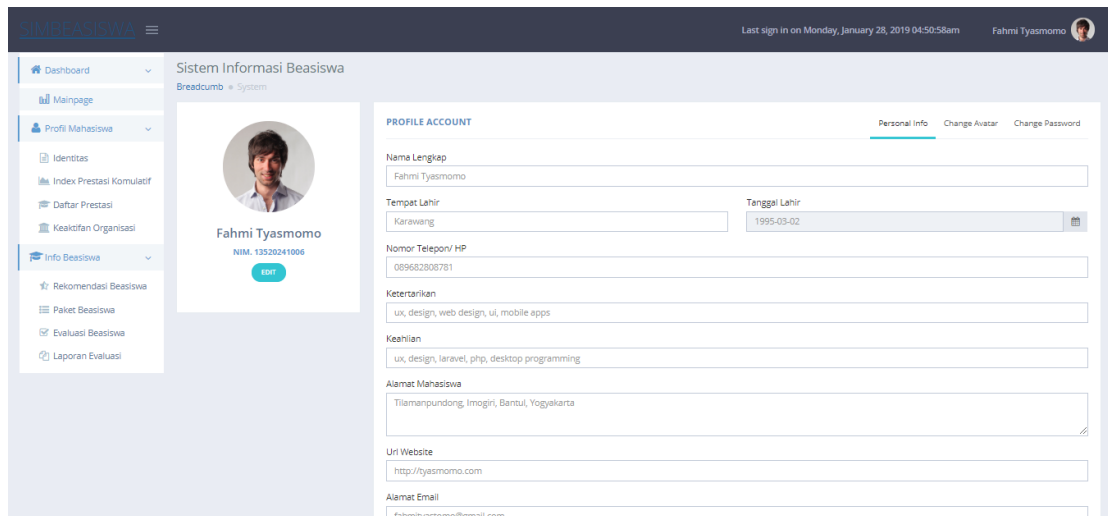 SIMBEASISWA
Last sign in on Monday, January 28, 2019 04:50:58am
Fahmi Tyasmomo
Dashboard
Mainpage
Profil Mahasiswa
Identitas
Index Prestasi Komulatif
Daftar Prestasi
Keaktifan Organisasi
Info Beasiswa
Rekomendasi Beasiswa
Paket Beasiswa
Evaluasi Beasiswa
Laporan Evaluasi
Sistem Informasi Beasiswa
Breadcumb System
Fahmi Tyasmomo
NIM. 13520241006
EDIT
PROFILE ACCOUNT
Personal Info Change Avatar Change Password
Nama Lengkap
Fahmi Tyasmomo
Tempat Lahir
Karawang
Tanggal Lahir
1995-03-02
Nomor Telepon/ HP
089682808781
Ketertarikan
ux, design, web design, ui, mobile apps
Keahlian
ux, design, laravel, php, desktop programming
Alamat Mahasiswa
Imogiri, Bantul, Yogyakarta
Url Website
http://tyasmomo.com
Alamat Email